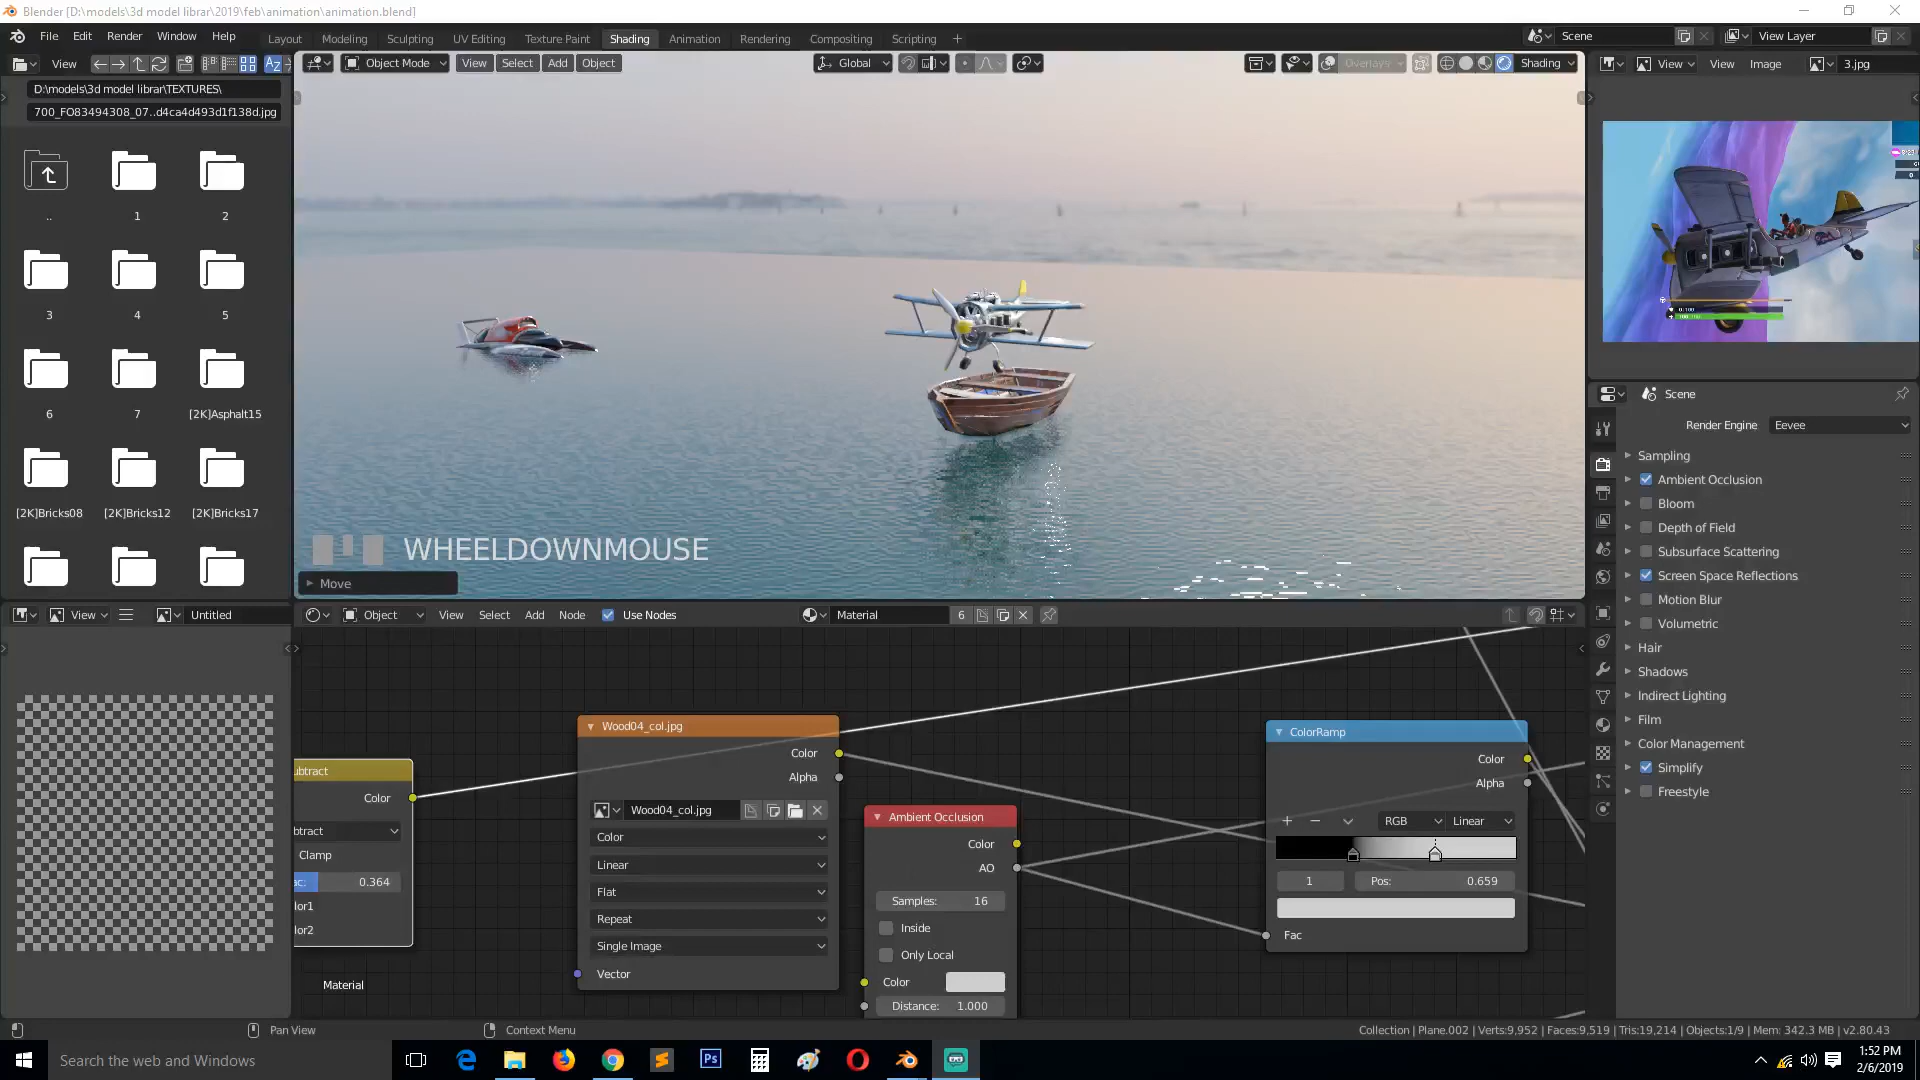 Blender [D:\models\3d model librar\2019\feb\animation\animation.blend]
File Edit Render Window Help
Layout Modeling Sculpting UV Editing Texture Paint Shading Animation Rendering Compositing Scripting +
Scene
View Layer
View
D:\models\3d model librar\TEXTURES\
700_FO83494308_07..d4ca4d493d1f138d.jpg
..
1
2
3
4
5
6
7
[2K]Asphalt15
[2K]Bricks08
[2K]Bricks12
[2K]Bricks17
Object Mode View Select Add Object
Global
Overlays
Shading
WHEELDOWNMOUSE
Move
View View Image 3.jpg
Scene
Render Engine Eevee
Sampling
Ambient Occlusion
Bloom
Depth of Field
Subsurface Scattering
Screen Space Reflections
Motion Blur
Volumetric
Hair
Shadows
Indirect Lighting
Film
Color Management
Simplify
Freestyle
View Untitled
Object View Select Add Node Use Nodes Material 6
ubtract
Color
btract
Clamp
ac: 0.364
lor1
lor2
Material
Wood04_col.jpg
Color
Alpha
Wood04_col.jpg
Color
Linear
Flat
Repeat
Single Image
Vector
Ambient Occlusion
Color
AO
Samples: 16
Inside
Only Local
Color
Distance: 1.000
ColorRamp
Color
Alpha
RGB Linear
1 Pos: 0.659
Fac
Pan View
Context Menu
Collection | Plane.002 | Verts:9,952 | Faces:9,519 | Tris:19,214 | Objects:1/9 | Mem: 342.3 MB | v2.80.43
Search the web and Windows
Ps
1:52 PM
2/6/2019